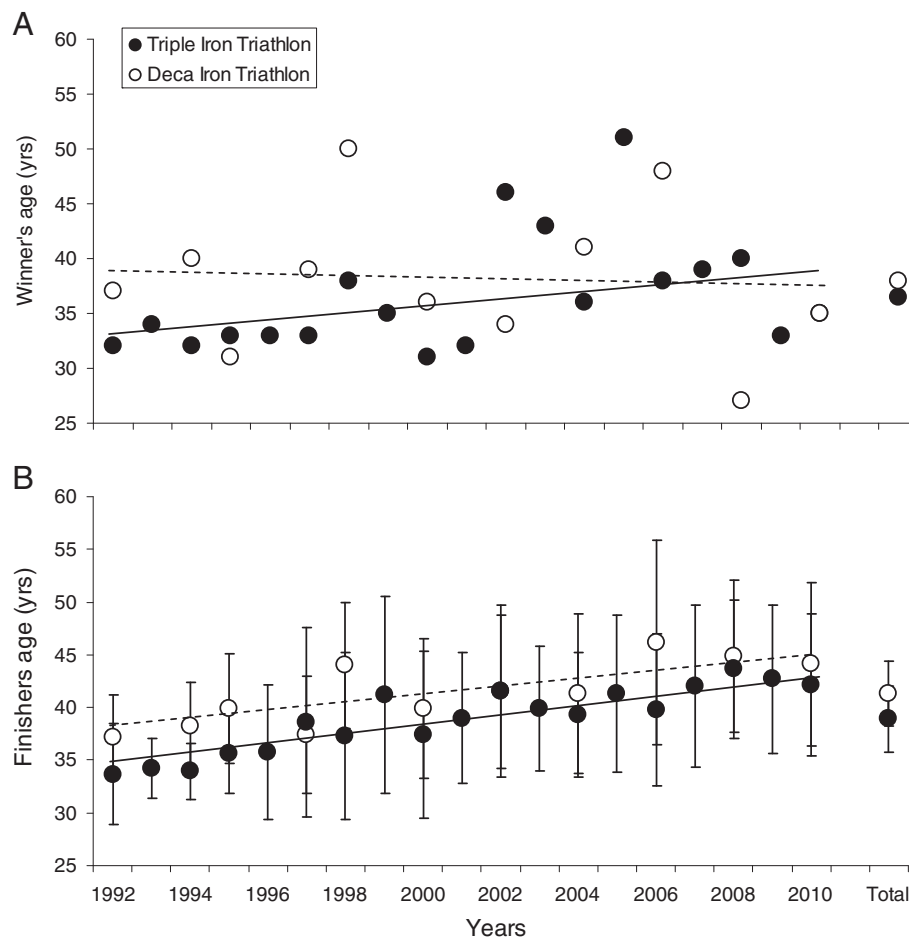 A
60
55
50
45
40
35
30
25
Winner's age (yrs)
Triple Iron Triathlon
Deca Iron Triathlon
B
60
55
50
45
40
35
30
25
Finishers age (yrs)
1992 1994 1996 1998 2000 2002 2004 2006 2008 2010 Total
Years